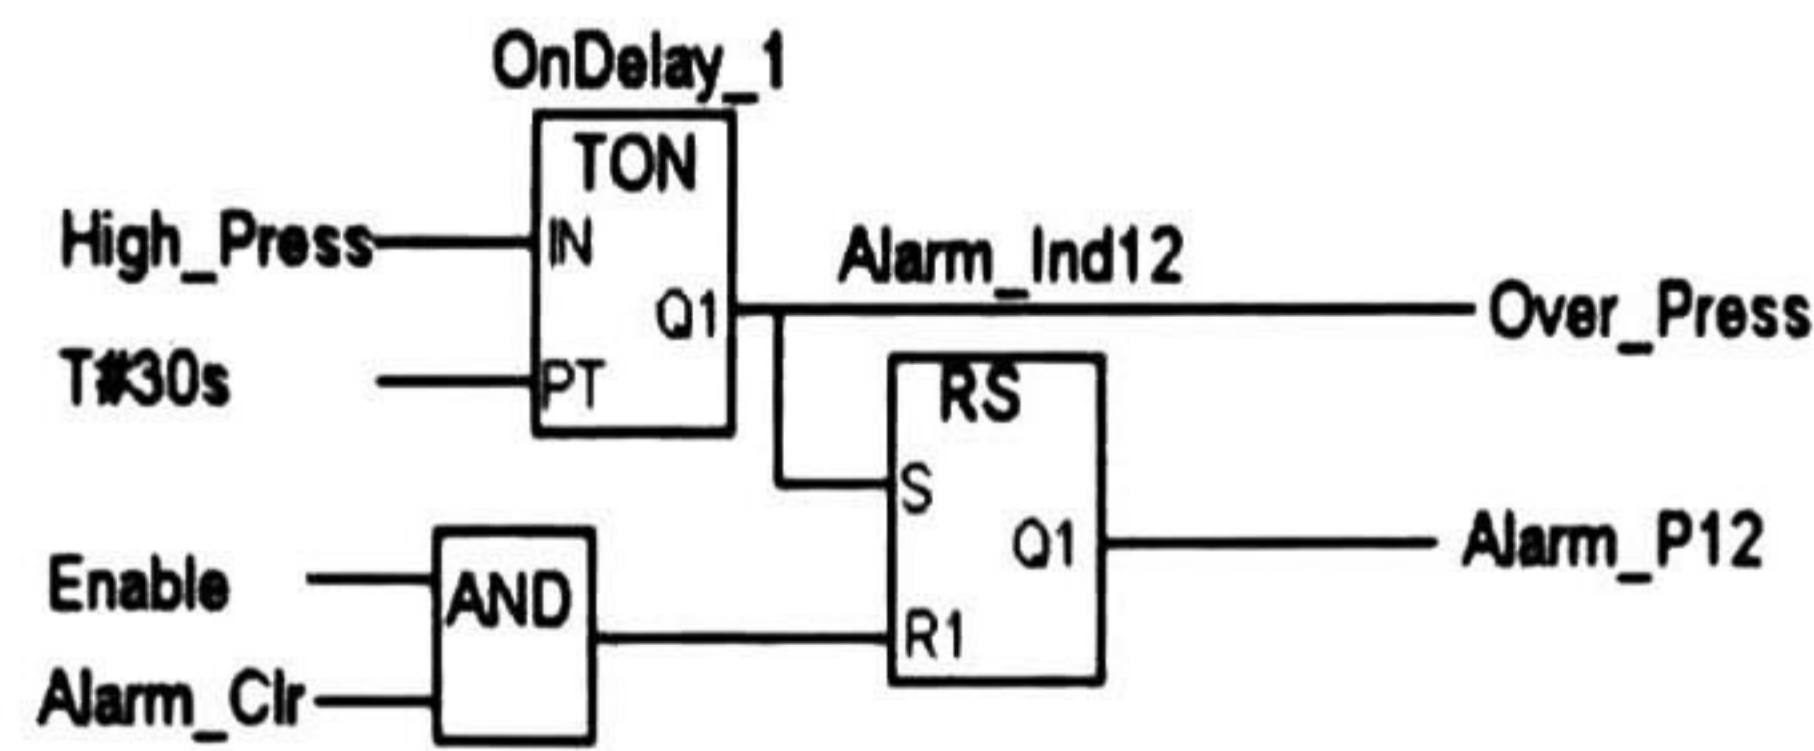 OnDelay_1
TON
High_Press
IN
Alarm_Ind12
Q1
Over_Press
T#30s
PT
RS
S
Q1
Alarm_P12
Enable
AND
R1
Alarm_Clr